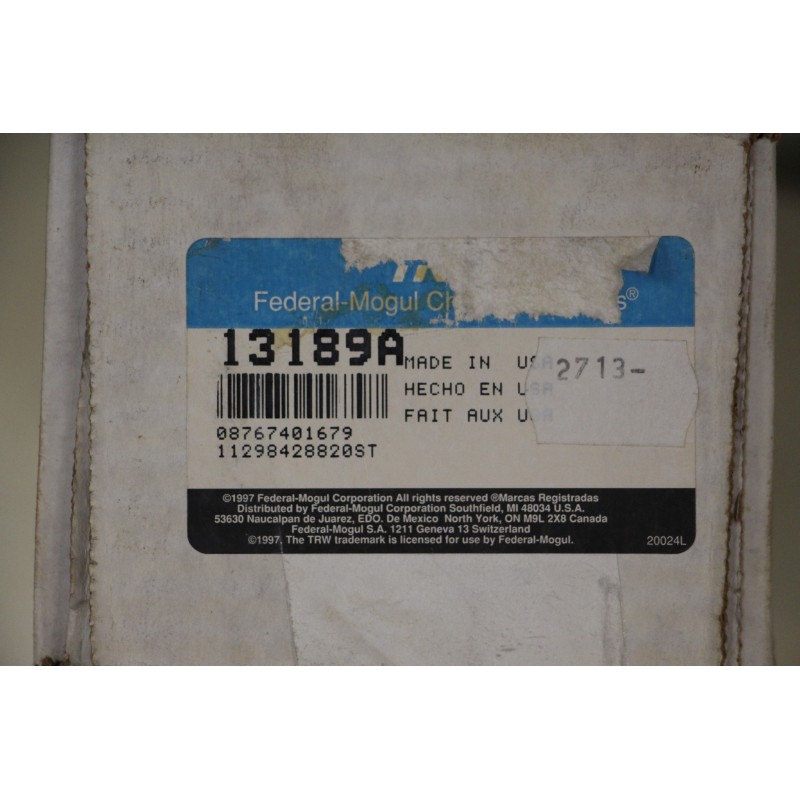 Federal-Mogul
13189A
MADE IN USA
HECHO EN USA
FAIT AUX USA
2713-
08767401679
11298428820ST
©1997 Federal-Mogul Corporation All rights reserved ®Marcas Registradas
Distributed by Federal-Mogul Corporation Southfield, MI 48034 U.S.A.
53630 Naucalpan de Juarez, EDO. De Mexico North York, ON M9L 2X8 Canada
Federal-Mogul S.A. 1211 Geneva 13 Switzerland
©1997. The TRW trademark is licensed for use by Federal-Mogul.
20024L